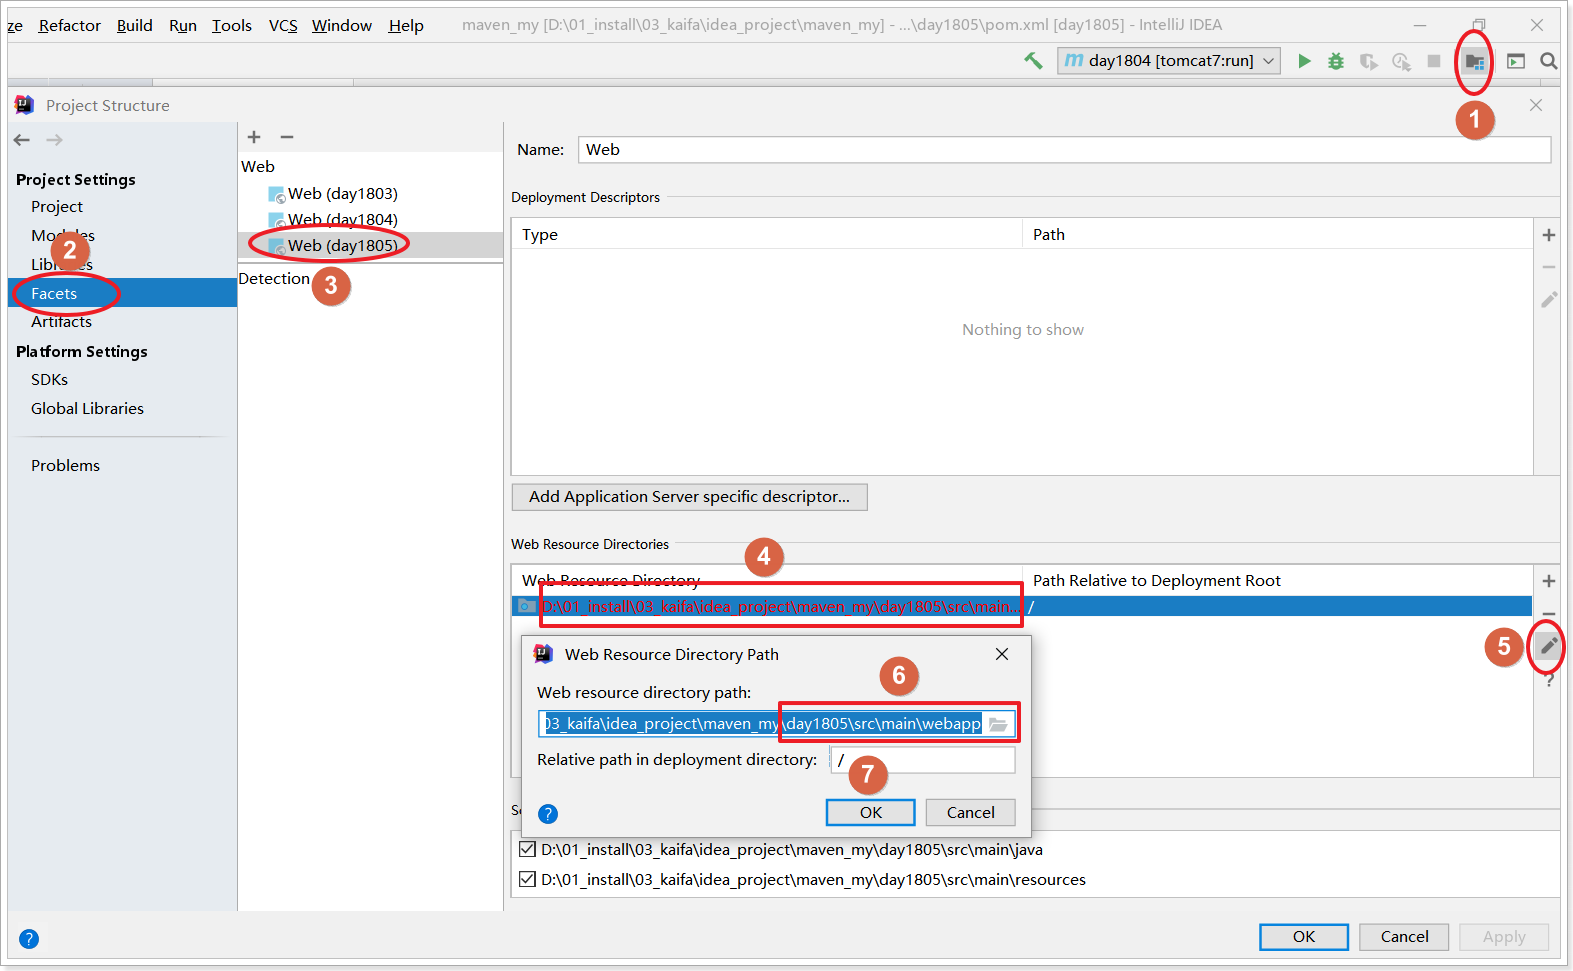 ze Refactor Build Run Tools VCS Window Help maven_my [D:\01_install\03_kaifa\idea_project\maven_my] - ...\day1805\pom.xml [day1805] - IntelliJ IDEA
day1804 [tomcat7:run]
1
Project Structure
Project Settings
Project
Modules
2
Libraries
Facets
Artifacts
Platform Settings
SDKs
Global Libraries
Problems
Web
Web (day1803)
Web (day1804)
Web (day1805)
Detection
3
Name: Web
Deployment Descriptors
Type Path
Nothing to show
Add Application Server specific descriptor...
Web Resource Directories
4
Web Resource Directory Path Relative to Deployment Root
D:\01_install\03_kaifa\idea_project\maven_my\day1805\src\main... /
5
?
Web Resource Directory Path
6
Web resource directory path:
03_kaifa\idea_project\maven_my\day1805\src\main\webapp
Relative path in deployment directory: /
7
? OK Cancel
D:\01_install\03_kaifa\idea_project\maven_my\day1805\src\main\java
D:\01_install\03_kaifa\idea_project\maven_my\day1805\src\main\resources
? OK Cancel Apply